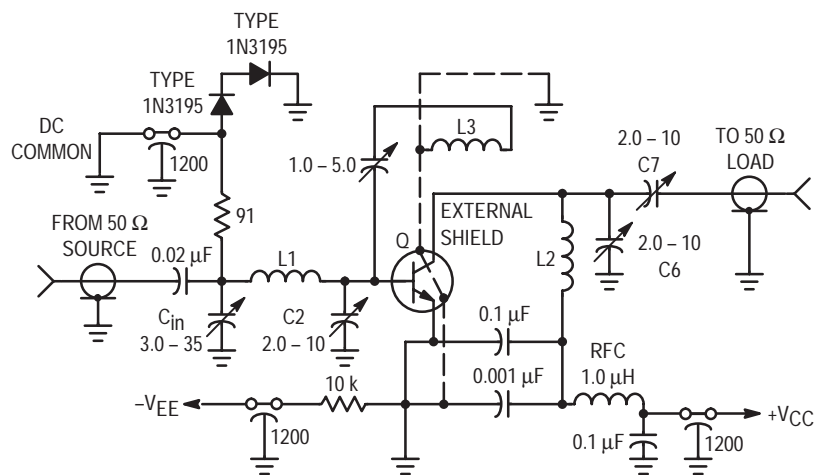 TYPE
1N3195
TYPE
1N3195
DC
COMMON
1200
91
1.0 – 5.0
L3
2.0 – 10
C7
TO 50 Ω
LOAD
FROM 50 Ω
SOURCE
0.02 μF
L1
Q
EXTERNAL
SHIELD
L2
2.0 – 10
C6
Cin
3.0 – 35
C2
2.0 – 10
0.1 μF
RFC
1.0 μH
0.001 μF
10 k
–VEE
1200
+VCC
0.1 μF
1200